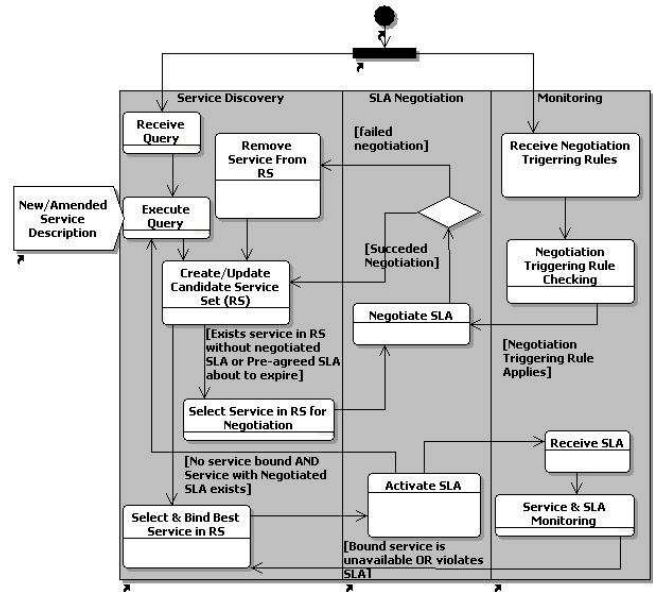 Service Discovery
SLA Negotiation
Monitoring
Receive
Query
Remove
Service From
RS
[failed
negotiation]
Receive Negotiation
Trigerring Rules
New/Amended
Service
Description
Execute
Query
[Succeded
Negotiation]
Negotiation
Triggering Rule
Checking
Create/Update
Candidate Service
Set (RS)
Negotiate SLA
[Exists service in RS
without negotiated
SLA or Pre-agreed SLA
about to expire]
[Negotiation
Triggering Rule
Applies]
Select Service in RS for
Negotiation
Receive SLA
[No service bound AND
Service with Negotiated
SLA exists]
Activate SLA
Select & Bind Best
Service in RS
Service & SLA
Monitoring
[Bound service is
unavailable OR violates
SLA]